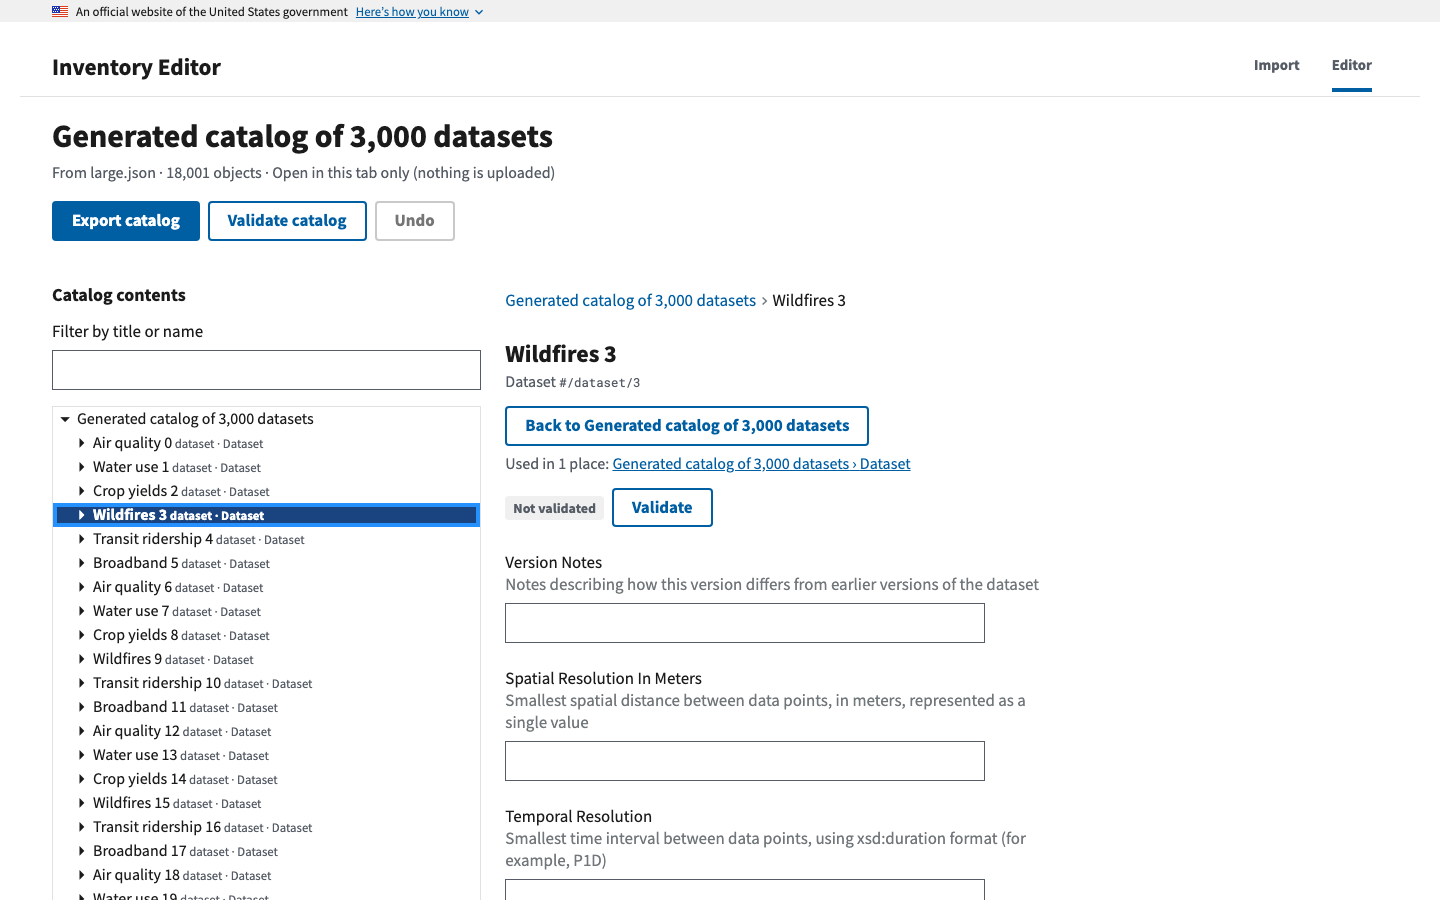 An official website of the United States government Here's how you know
Inventory Editor
Import Editor
Generated catalog of 3,000 datasets
From large.json · 18,001 objects · Open in this tab only (nothing is uploaded)
Export catalog Validate catalog Undo
Catalog contents
Filter by title or name
Generated catalog of 3,000 datasets
Air quality 0 dataset · Dataset
Water use 1 dataset · Dataset
Crop yields 2 dataset · Dataset
Wildfires 3 dataset · Dataset
Transit ridership 4 dataset · Dataset
Broadband 5 dataset · Dataset
Air quality 6 dataset · Dataset
Water use 7 dataset · Dataset
Crop yields 8 dataset · Dataset
Wildfires 9 dataset · Dataset
Transit ridership 10 dataset · Dataset
Broadband 11 dataset · Dataset
Air quality 12 dataset · Dataset
Water use 13 dataset · Dataset
Crop yields 14 dataset · Dataset
Wildfires 15 dataset · Dataset
Transit ridership 16 dataset · Dataset
Broadband 17 dataset · Dataset
Air quality 18 dataset · Dataset
Water use 19 dataset · Dataset
Generated catalog of 3,000 datasets › Wildfires 3
Wildfires 3
Dataset #/dataset/3
Back to Generated catalog of 3,000 datasets
Used in 1 place: Generated catalog of 3,000 datasets › Dataset
Not validated Validate
Version Notes
Notes describing how this version differs from earlier versions of the dataset
Spatial Resolution In Meters
Smallest spatial distance between data points, in meters, represented as a
single value
Temporal Resolution
Smallest time interval between data points, using xsd:duration format (for
example, P1D)